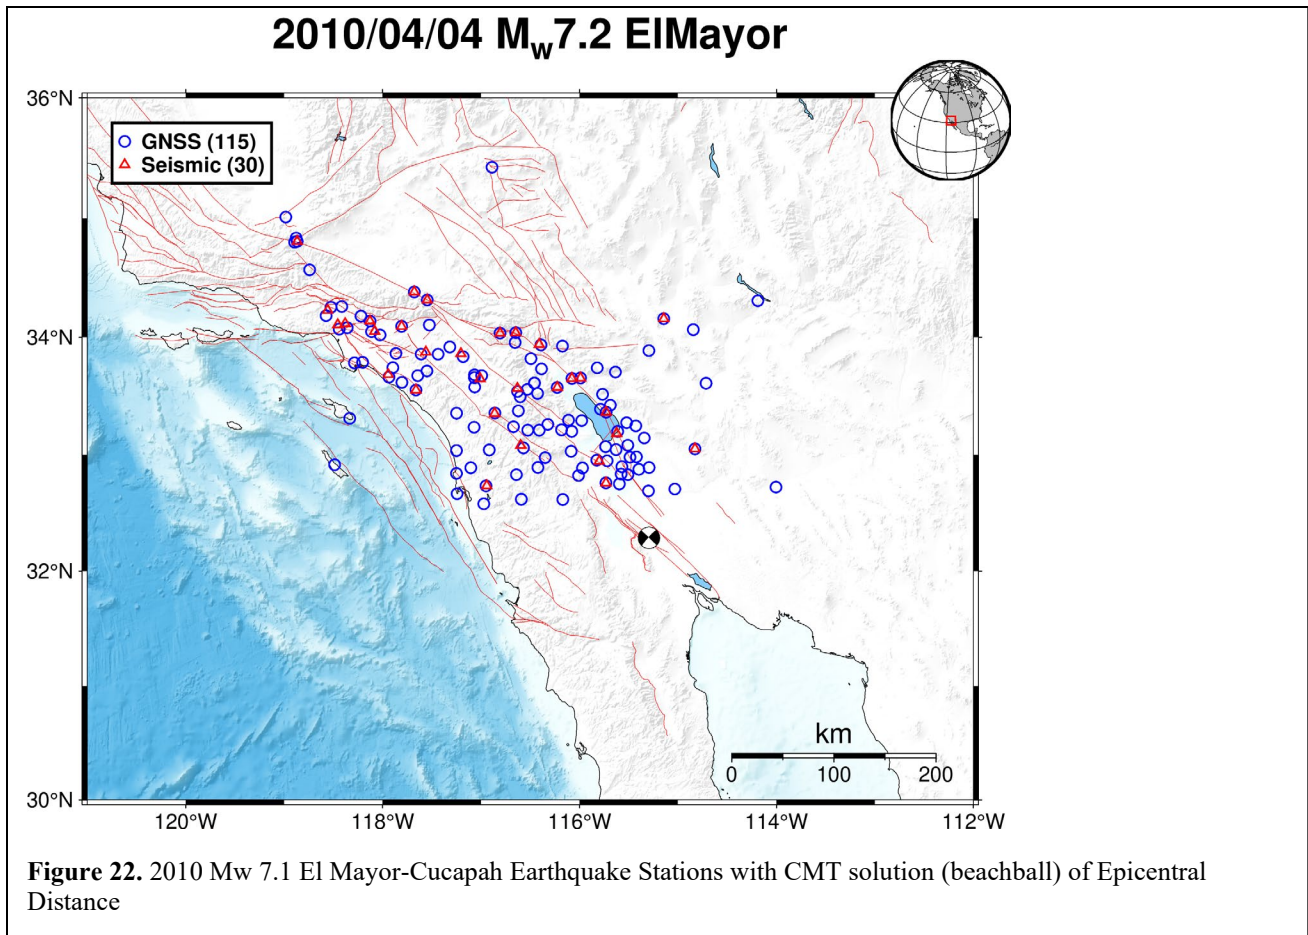 2010/04/04 Mw7.2 ElMayor
36°N
GNSS (115)
Seismic (30)
34°N
32°N
km
0 100 200
30°N
120°W 118°W 116°W 114°W 112°W
Figure 22. 2010 Mw 7.1 El Mayor-Cucapah Earthquake Stations with CMT solution (beachball) of Epicentral
Distance